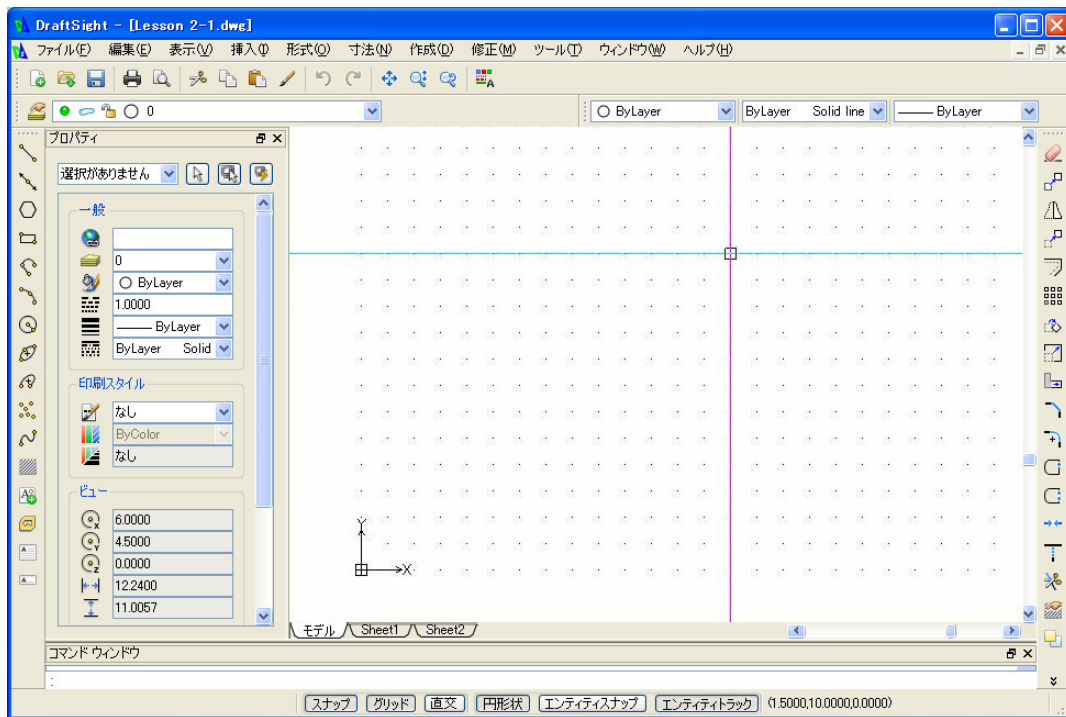 DraftSight - [Lesson 2-1.dwg]
ファイル(F) 編集(E) 表示(V) 挿入(I) 形式(O) 寸法(N) 作成(D) 修正(M) ツール(T) ウィンドウ(W) ヘルプ(H)
0 ByLayer ByLayer Solid line ByLayer
プロパティ
選択がありません
一般
0
ByLayer
1.0000
ByLayer
ByLayer Solid
印刷スタイル
なし
ByColor
なし
ビュー
X 6.0000
Y 4.5000
Z 0.0000
12.2400
11.0057
Y
X
モデル Sheet1 Sheet2
コマンド ウィンドウ
:
スナップ グリッド 直交 円形状 エンティティスナップ エンティティトラック (1.5000,10.0000,0.0000)